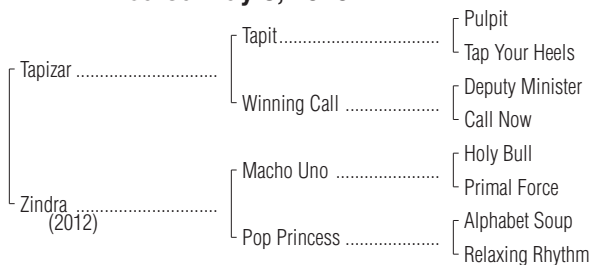 Pulpit
Tapit
Tap Your Heels
Tapizar
Deputy Minister
Winning Call
Call Now
Holy Bull
Macho Uno
Primal Force
Zindra
(2012)
Alphabet Soup
Pop Princess
Relaxing Rhythm